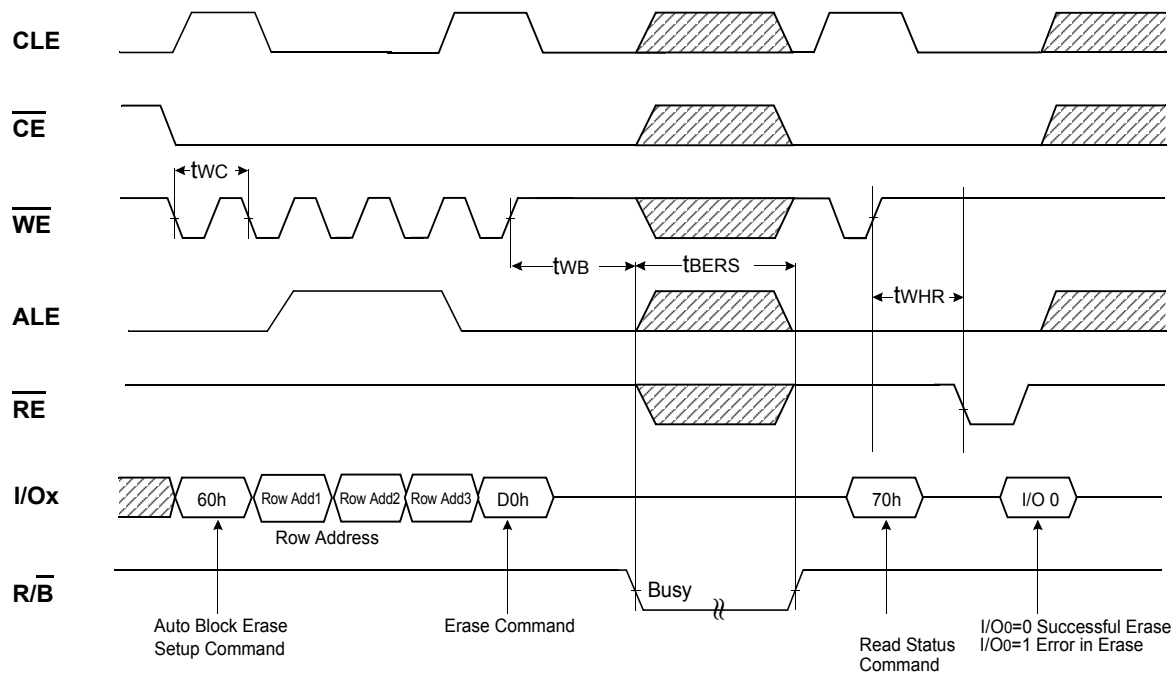 CLE
CE
tWC
WE
tWB
tBERS
tWHR
ALE
RE
I/Ox
60h
Row Add1
Row Add2
Row Add3
D0h
70h
I/O 0
Row Address
R/B
Busy
Auto Block Erase
Setup Command
Erase Command
Read Status
Command
I/O0=0 Successful Erase
I/O0=1 Error in Erase